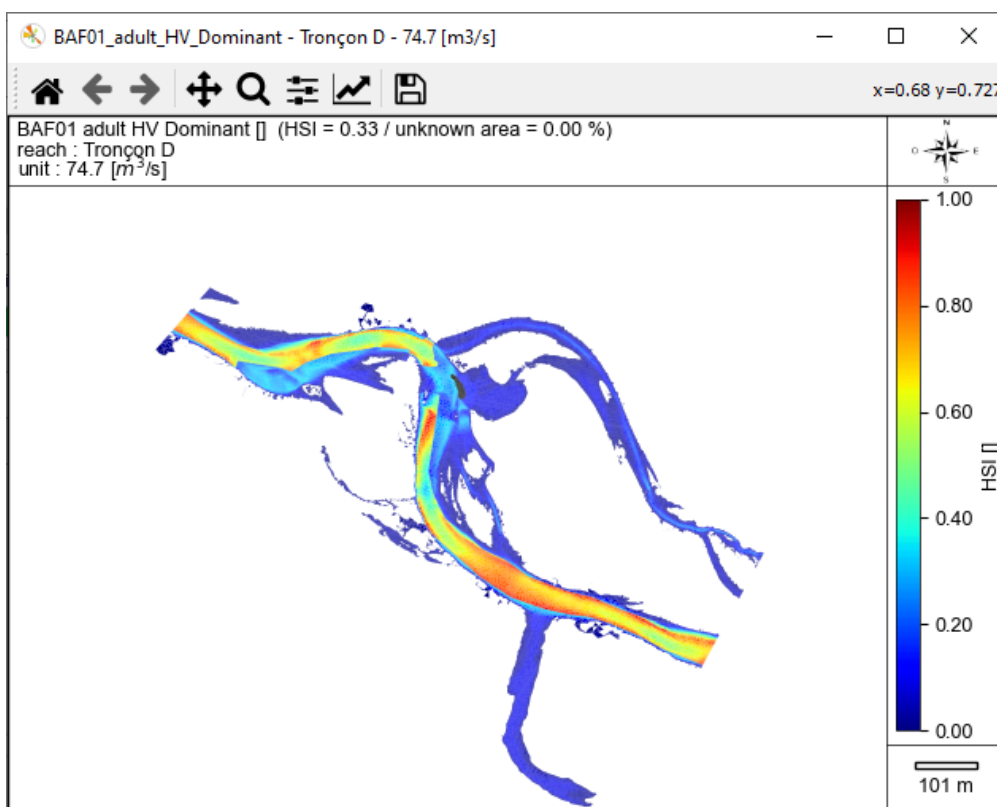 BAF01_adult_HV_Dominant - Tronçon D - 74.7 [m3/s]
x=0.68 y=0.727
BAF01 adult HV Dominant [] (HSI = 0.33 / unknown area = 0.00 %)
reach : Tronçon D
unit : 74.7 [m³/s]
N
O E
S
1.00
0.80
0.60
0.40
0.20
0.00
HSI []
101 m